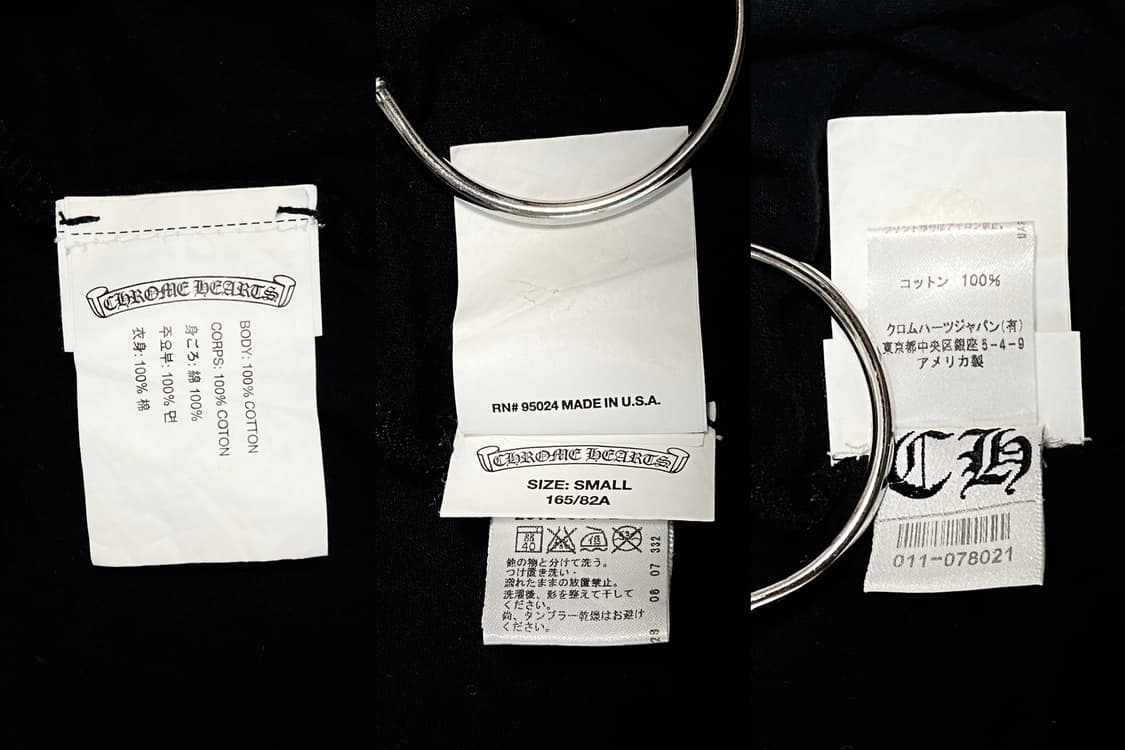 CHROME HEARTS
BODY: 100% COTTON
CORPS: 100% COTON
身ごろ: 綿 100%
주요부: 100% 면
衣身: 100% 棉
RN# 95024 MADE IN U.S.A.
CHROME HEARTS
SIZE: SMALL
165/82A
40
他の物と分けて洗う。
つけ置き洗い・
濡れたままの放置禁止。
洗濯後、形を整えて干して
ください。
尚、タンブラー乾燥はお避け
ください。
29 08 07 332
コットン 100%
クロムハーツジャパン(有)
東京都中央区銀座5-4-9
アメリカ製
CH
011-078021